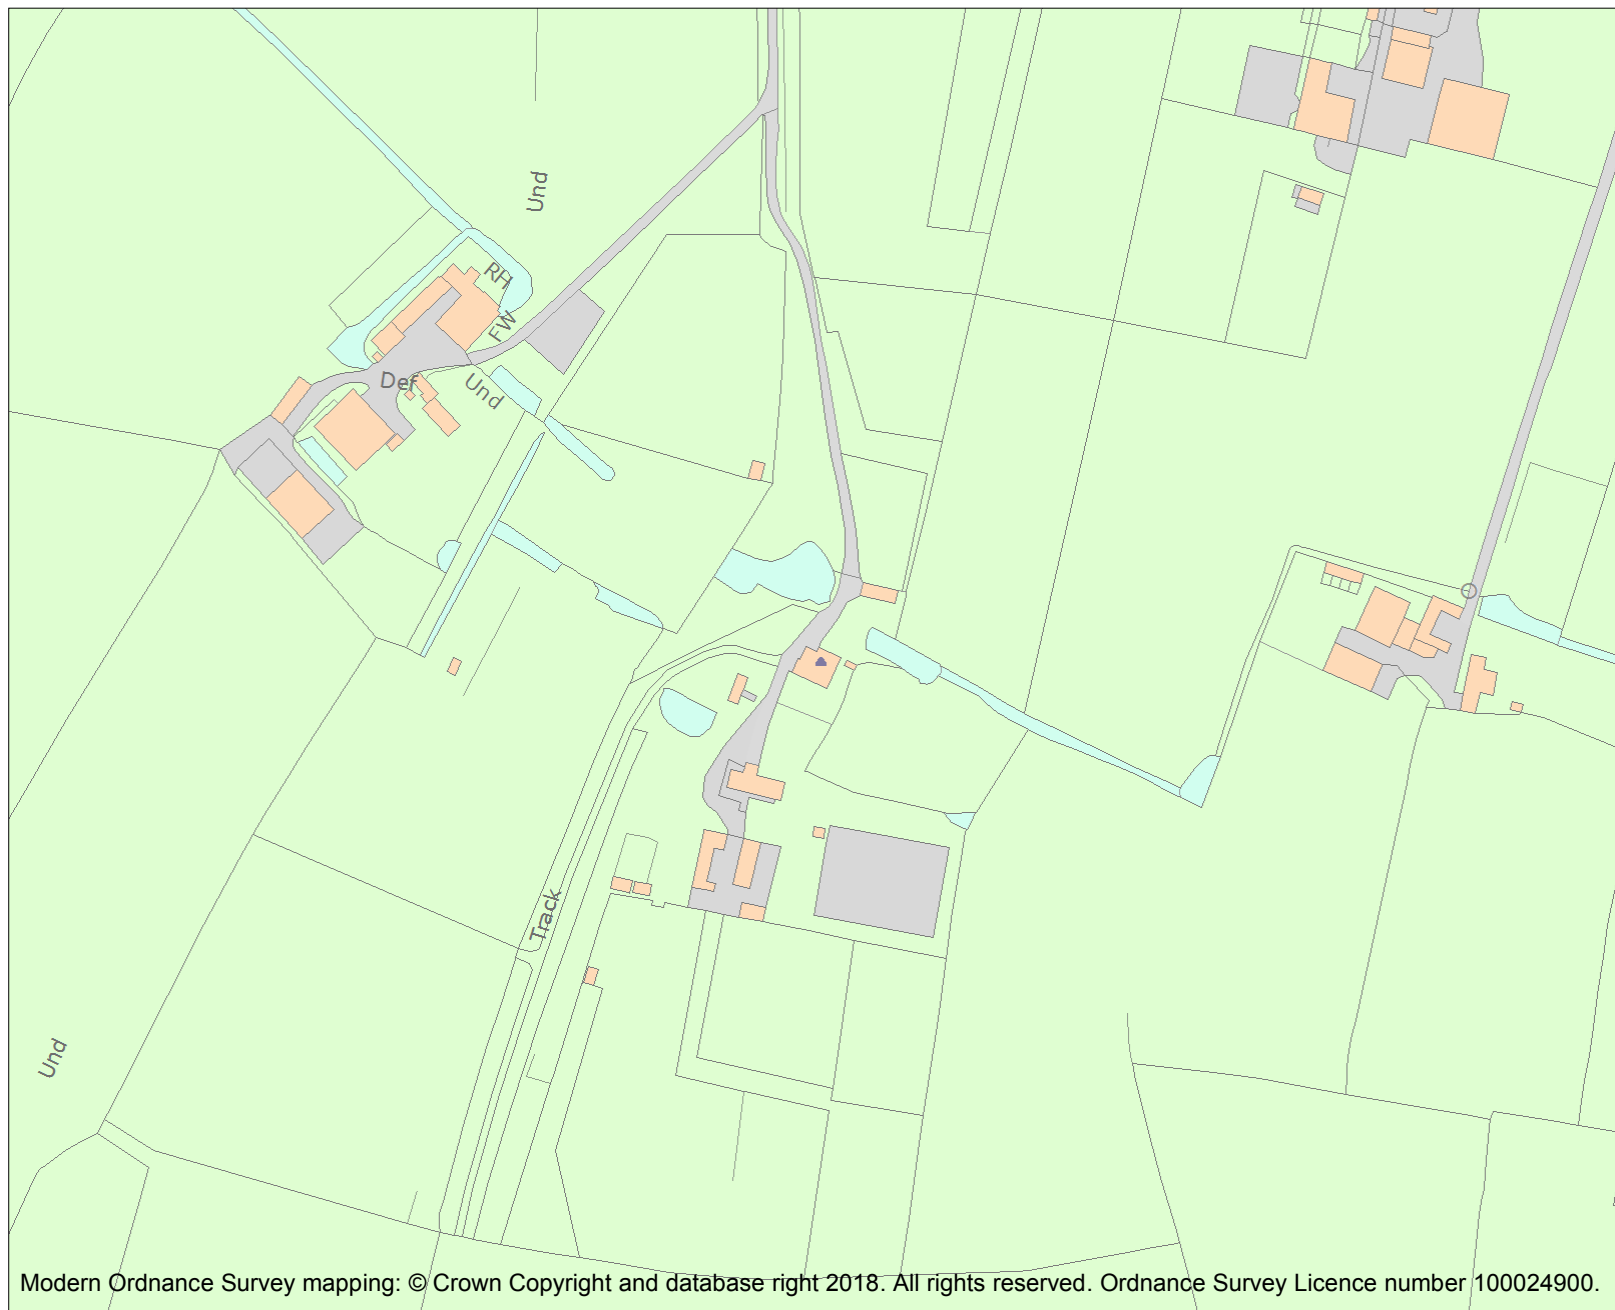 Und
RH
FW
Def
Und
Track
Und
Modern Ordnance Survey mapping: © Crown Copyright and database right 2018. All rights reserved. Ordnance Survey Licence number 100024900.